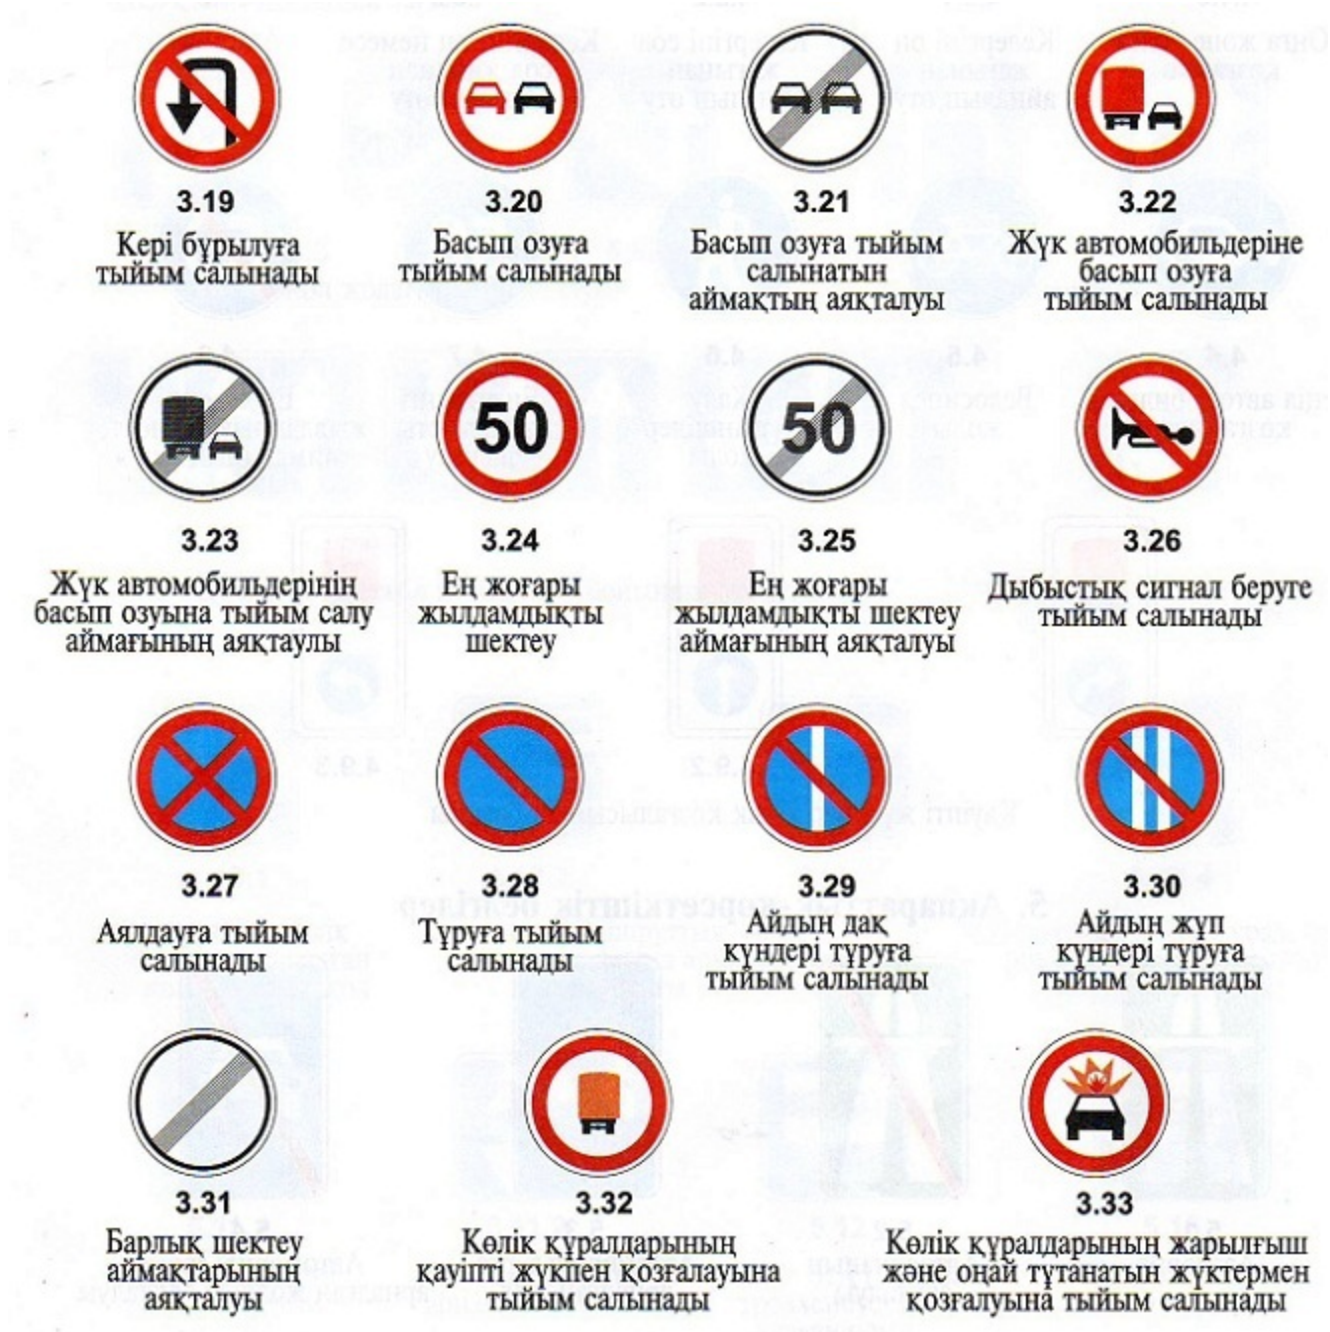 3.19
Кері бұрылуға
тыйым салынады
3.20
Басып озуға
тыйым салынады
3.21
Басып озуға тыйым
салынатын
аймақтың аяқталуы
3.22
Жүк автомобильдеріне
басып озуға
тыйым салынады
3.23
Жүк автомобильдерінің
басып озуына тыйым салу
аймағының аяқтаулы
50
3.24
Ең жоғары
жылдамдықты
шектеу
50
3.25
Ең жоғары
жылдамдықты шектеу
аймағының аяқталуы
3.26
Дыбыстық сигнал беруге
тыйым салынады
3.27
Аялдауға тыйым
салынады
3.28
Тұруға тыйым
салынады
3.29
Айдың дақ
күндері тұруға
тыйым салынады
3.30
Айдың жұп
күндері тұруға
тыйым салынады
3.31
Барлық шектеу
аймақтарының
аяқталуы
3.32
Көлік құралдарының
қауіпті жүкпен қозғалауына
тыйым салынады
3.33
Көлік құралдарының жарылғыш
және оңай тұтанатын жүктермен
қозғалуына тыйым салынады